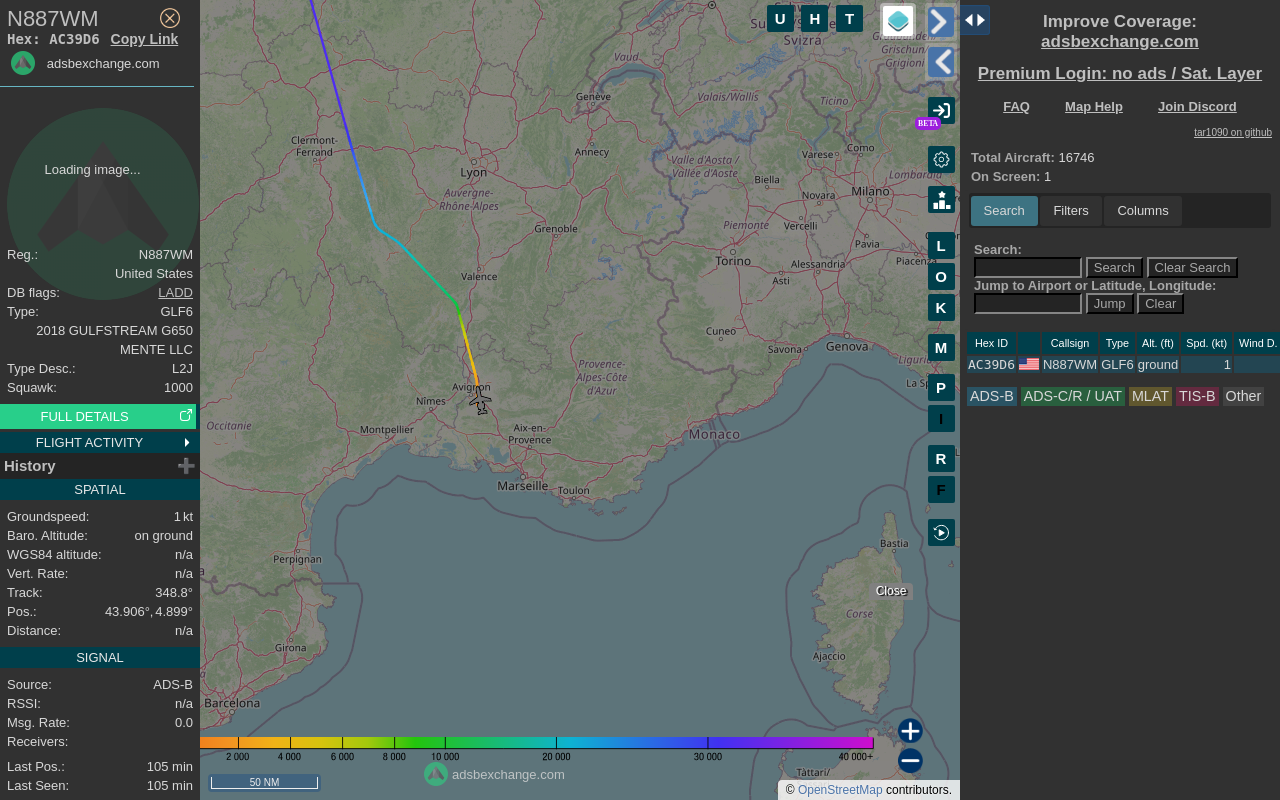 N887WM
Hex: AC39D6 Copy Link
adsbexchange.com
Loading image...
Reg.: N887WM
United States
DB flags: LADD
Type: GLF6
2018 GULFSTREAM G650
MENTE LLC
Type Desc.: L2J
Squawk: 1000
FULL DETAILS
FLIGHT ACTIVITY
History
SPATIAL
Groundspeed: 1 kt
Baro. Altitude: on ground
WGS84 altitude: n/a
Vert. Rate: n/a
Track: 348.8°
Pos.: 43.906°, 4.899°
Distance: n/a
SIGNAL
Source: ADS-B
RSSI: n/a
Msg. Rate: 0.0
Receivers:
Last Pos.: 105 min
Last Seen: 105 min
U H T
Svizra
Grischun/
Grigioni
Vaud
Genève
Valais/Wallis
Ticino
BETA
Clermont-
Ferrand
Annecy
Lyon
Valle d'Aosta /
Vallée d'Aoste
Varese
Como
Biella
Lombardia
Auvergne-
Rhône-Alpes
Novara
Milano
Grenoble
Piemonte
Vercelli
Pavia
Valence
Torino
Alessandria
Piacenza
Asti
Cuneo
Savona
Genova
Liguria
La Sp
Provence-
Alpes-Côte
d'Azur
Avignon
Nîmes
Occitanie
Montpellier
Aix-en-
Provence
Monaco
Marseille
Toulon
Perpignan
Bastia
Close
Corse
Girona
Ajaccio
Barcelona
Tàttari/
L
O
K
M
P
I
R
F
2 000 4 000 6 000 8 000 10 000 20 000 30 000 40 000+
adsbexchange.com
50 NM
© OpenStreetMap contributors.
Improve Coverage:
adsbexchange.com
Premium Login: no ads / Sat. Layer
FAQ Map Help Join Discord
tar1090 on github
Total Aircraft: 16746
On Screen: 1
Search Filters Columns
Search:
Search Clear Search
Jump to Airport or Latitude, Longitude:
Jump Clear
Hex ID Callsign Type Alt. (ft) Spd. (kt) Wind D.
AC39D6 N887WM GLF6 ground 1
ADS-B ADS-C/R / UAT MLAT TIS-B Other